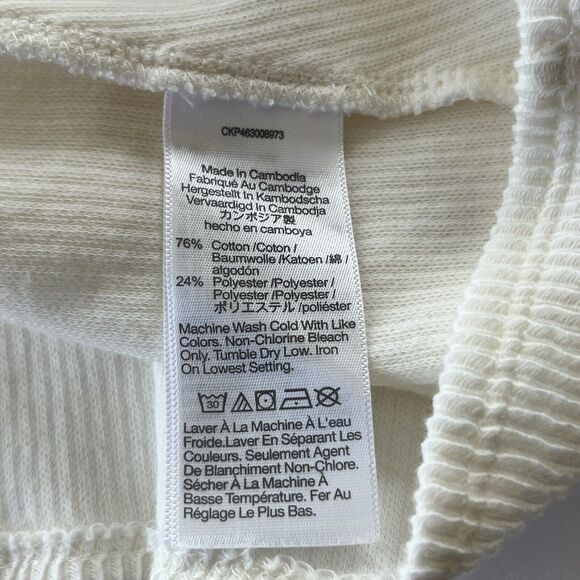 CKP463008973
Made in Cambodia
Fabriqué Au Cambodge
Hergestellt In Kambodscha
Vervaardigd In Cambodja
カンボジア製
hecho en camboya
76% Cotton /Coton /
Baumwolle /Katoen /綿 /
algodón
24% Polyester /Polyester /
Polyester /Polyester /
ポリエステル /poliéster
Machine Wash Cold With Like
Colors. Non-Chlorine Bleach
Only. Tumble Dry Low. Iron
On Lowest Setting.
30
Laver À La Machine À L'eau
Froide.Laver En Séparant Les
Couleurs. Seulement Agent
De Blanchiment Non-Chlore.
Sécher À La Machine À
Basse Température. Fer Au
Réglage Le Plus Bas.